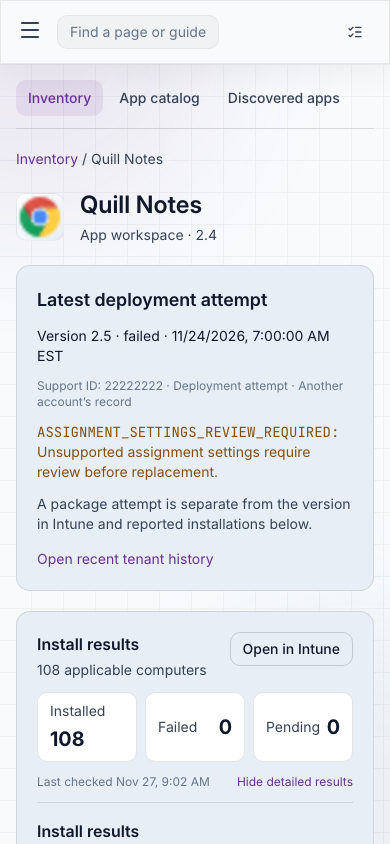 Find a page or guide
Inventory
App catalog
Discovered apps
Inventory / Quill Notes
Quill Notes
App workspace · 2.4
Latest deployment attempt
Version 2.5 · failed · 11/24/2026, 7:00:00 AM
EST
Support ID: 22222222 · Deployment attempt · Another
account’s record
ASSIGNMENT_SETTINGS_REVIEW_REQUIRED:
Unsupported assignment settings require
review before replacement.
A package attempt is separate from the version
in Intune and reported installations below.
Open recent tenant history
Install results
Open in Intune
108 applicable computers
Installed
108
Failed 0
Pending 0
Last checked Nov 27, 9:02 AM
Hide detailed results
Install results